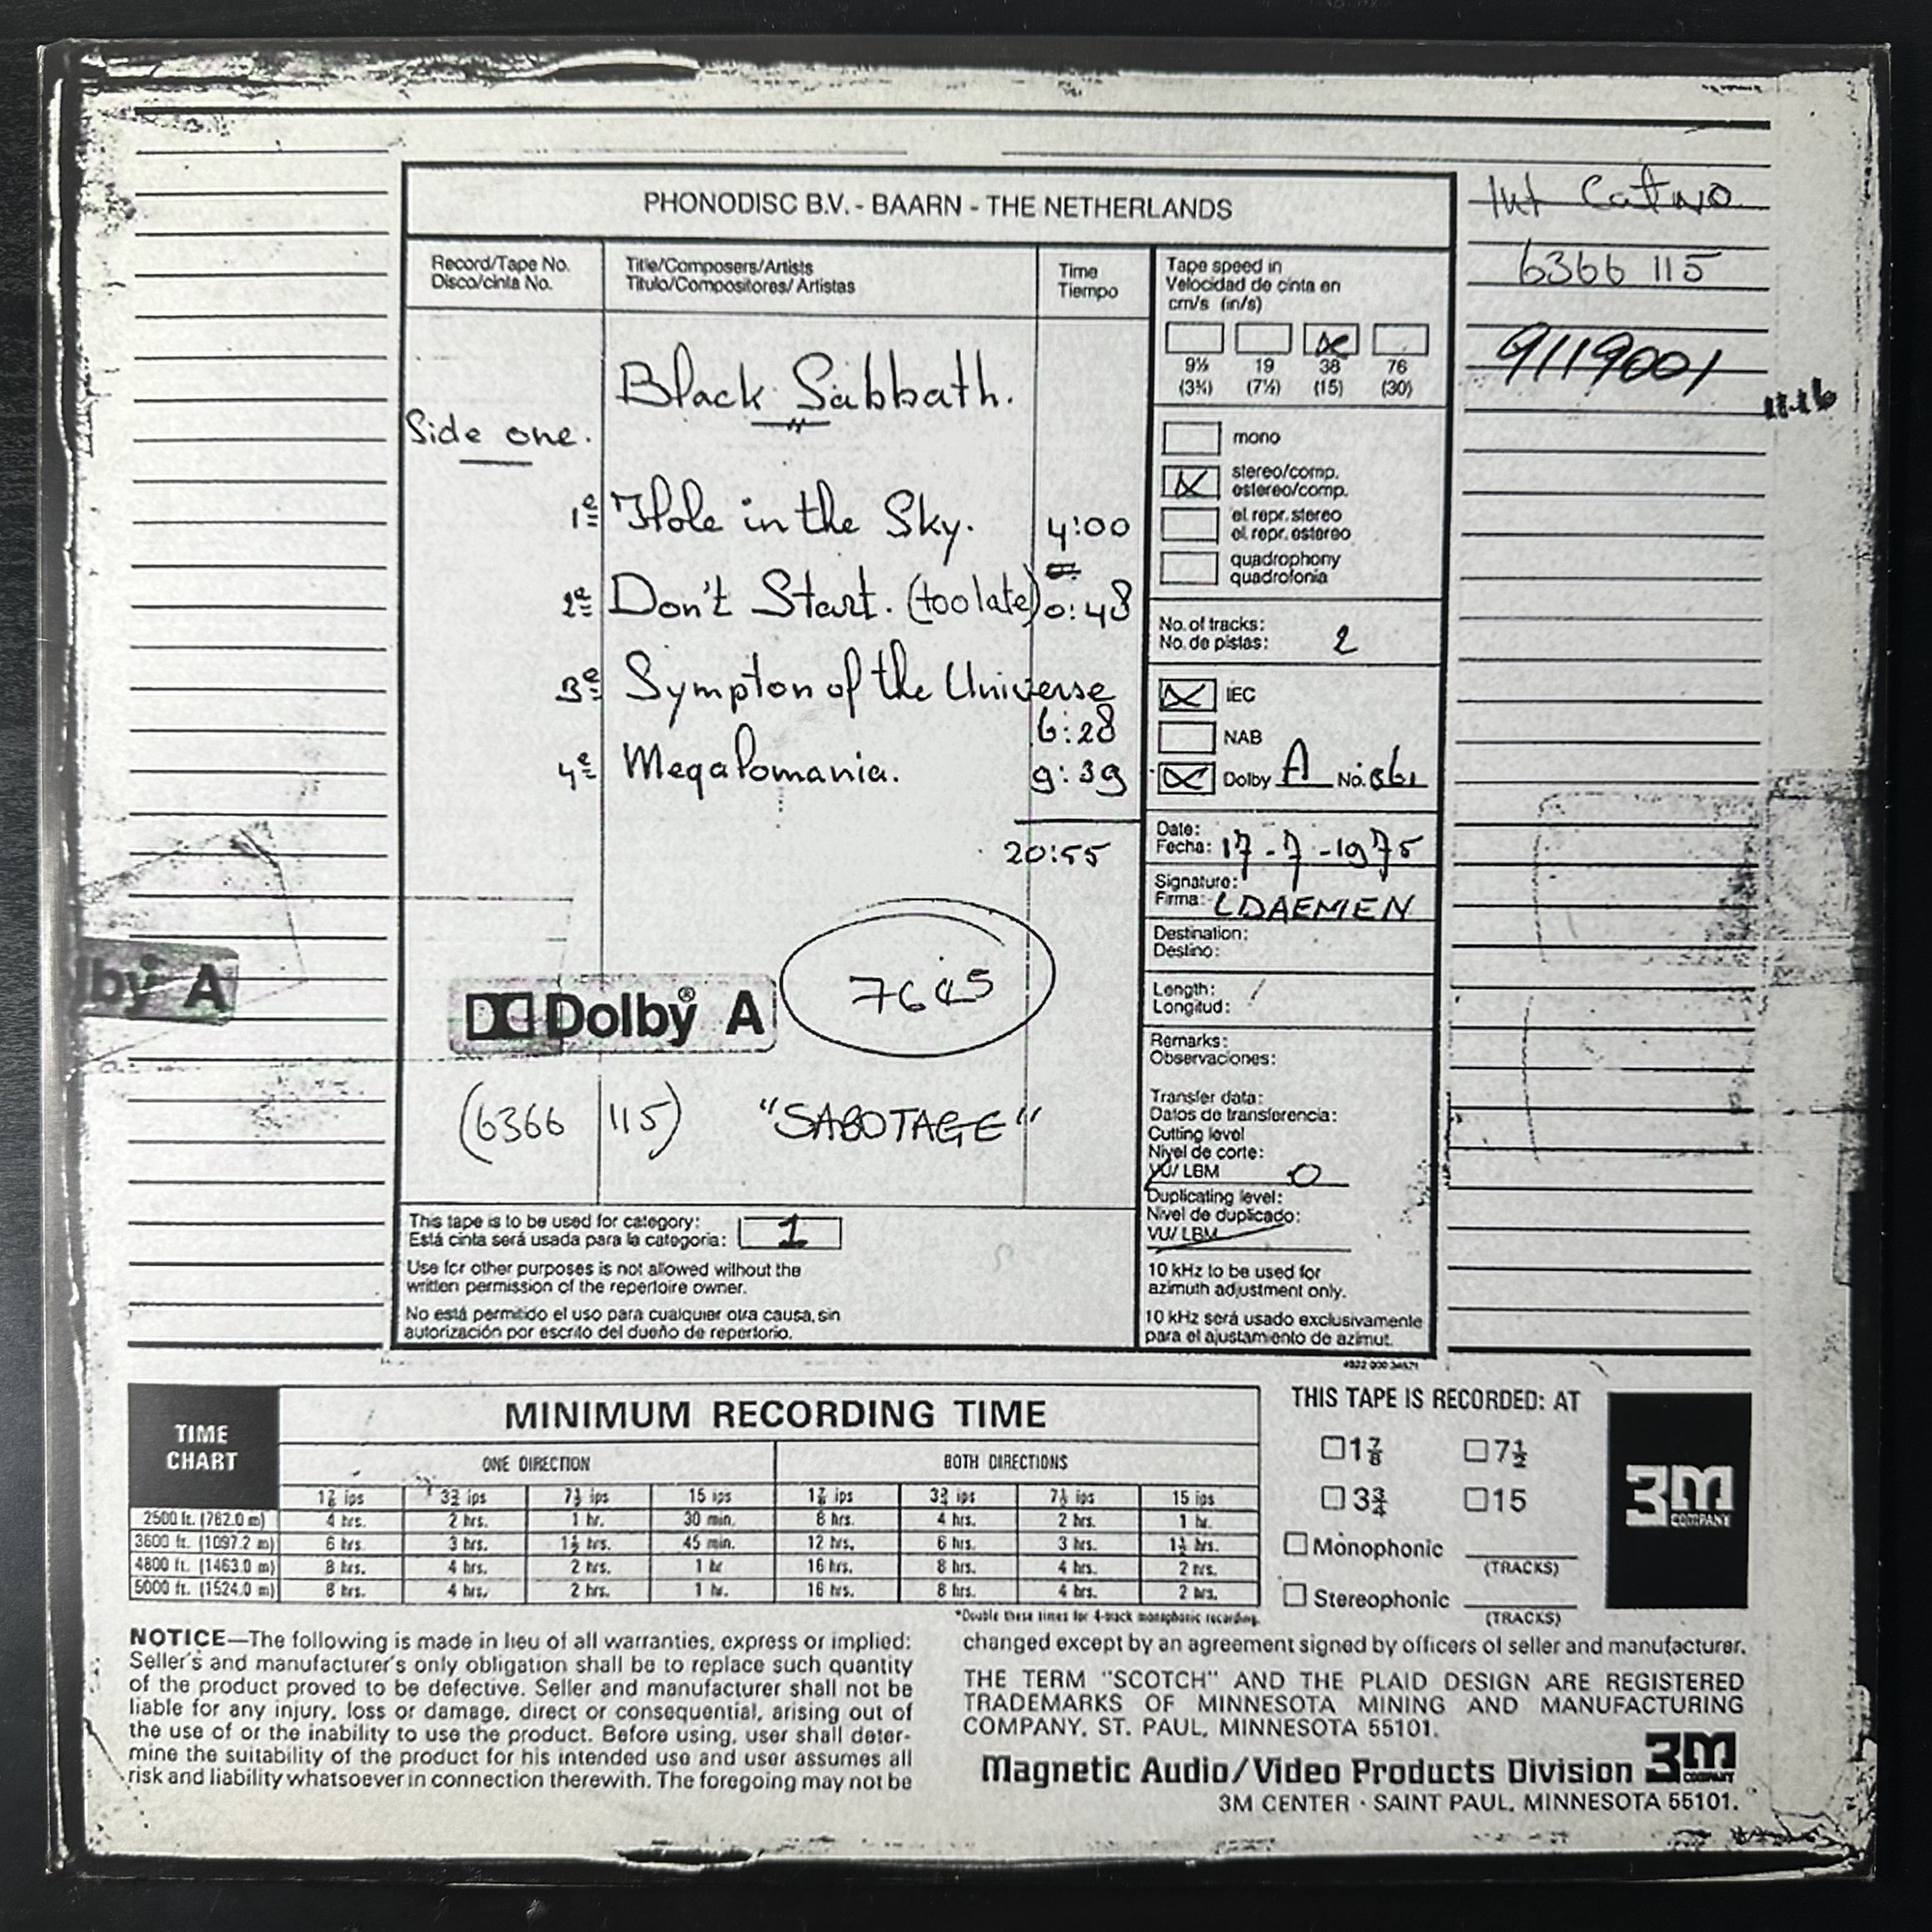 PHONODISC B.V. - BAARN - THE NETHERLANDS
Int Cat No
6366 115
9119001
Record/Tape No.
Disco/cinta No.
Title/Composers/Artists
Titulo/Compositores/Artistas
Time
Tiempo
Black Sabbath.
Side one.
1e Hole in the Sky. 4:00
2e Don't Start. (too late) 0:48
3e Sympton of the Universe
6:28
4e Megalomania. 9:39
20:55
Dolby® A
(6366 115) "SABOTAGE"
This tape is to be used for category: 1
Está cinta será usada para la categoria:
Use for other purposes is not allowed without the
written permission of the repertoire owner.
No está permitido el uso para cualquier otra causa, sin
autorización por escrito del dueño de repertorio.
Tape speed in
Velocidad de cinta en
cm/s (in/s)
9½ 19 38 76
(3¾) (7½) (15) (30)
mono
stereo/comp.
estereo/comp.
el. repr. stereo
el. repr. estereo
quadrophony
quadrofonia
No. of tracks:
No. de pistas: 2
IEC
NAB
Dolby A No.
Date:
Fecha: 17-7-1975
Signature:
Firma: LDAEMEN
Destination:
Destino:
Length:
Longitud:
Remarks:
Observaciones:
Transfer data:
Datos de transferencia:
Cutting level
Nivel de corte:
VU/ LBM 0
Duplicating level:
Nivel de duplicado:
VU/ LBM
10 kHz to be used for
azimuth adjustment only.
10 kHz será usado exclusivamente
para el ajustamiento de azimut.
lby A
TIME
CHART
MINIMUM RECORDING TIME
ONE DIRECTION BOTH DIRECTIONS
1⅞ ips 3¾ ips 7½ ips 15 ips 1⅞ ips 3¾ ips 7½ ips 15 ips
2500 ft. (762.0 m) 4 hrs. 2 hrs. 1 hr. 30 min. 8 hrs. 4 hrs. 2 hrs. 1 hr.
3600 ft. (1097.2 m) 6 hrs. 3 hrs. 1½ hrs. 45 min. 12 hrs. 6 hrs. 3 hrs. 1½ hrs.
4800 ft. (1463.0 m) 8 hrs. 4 hrs. 2 hrs. 1 hr 16 hrs. 8 hrs. 4 hrs. 2 hrs.
5000 ft. (1524.0 m) 8 hrs. 4 hrs. 2 hrs. 1 hr. 16 hrs. 8 hrs. 4 hrs. 2 hrs.
*Double these times for 4-track monophonic recording.
THIS TAPE IS RECORDED: AT
1⅞ 7½
3¾ 15
Monophonic
(TRACKS)
Stereophonic
(TRACKS)
3M
COMPANY
NOTICE—The following is made in lieu of all warranties, express or implied:
Seller's and manufacturer's only obligation shall be to replace such quantity
of the product proved to be defective. Seller and manufacturer shall not be
liable for any injury, loss or damage, direct or consequential, arising out of
the use of or the inability to use the product. Before using, user shall deter-
mine the suitability of the product for his intended use and user assumes all
risk and liability whatsoever in connection therewith. The foregoing may not be
changed except by an agreement signed by officers of seller and manufacturer.
THE TERM "SCOTCH" AND THE PLAID DESIGN ARE REGISTERED
TRADEMARKS OF MINNESOTA MINING AND MANUFACTURING
COMPANY, ST. PAUL, MINNESOTA 55101.
Magnetic Audio/Video Products Division 3M
COMPANY
3M CENTER · SAINT PAUL, MINNESOTA 55101.